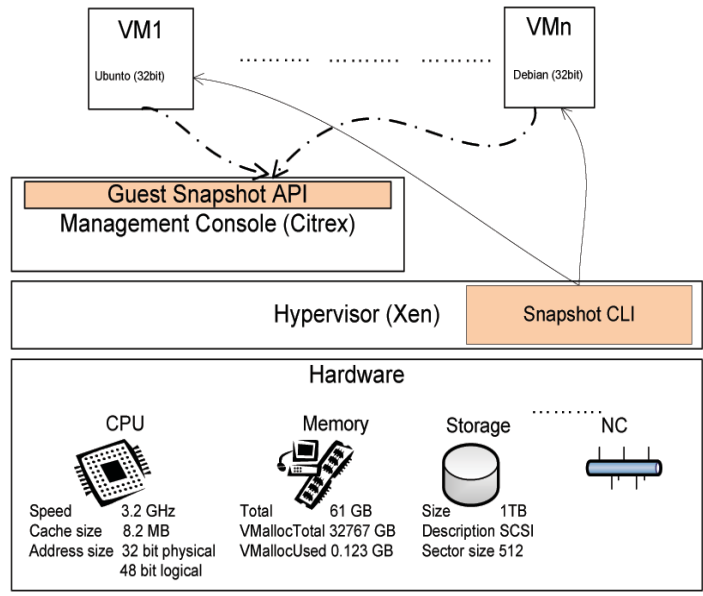 VM1
Ubunto (32bit)
VMn
Debian (32bit)
Guest Snapshot API
Management Console (Citrex)
Hypervisor (Xen)
Snapshot CLI
Hardware
CPU
Speed 3.2 GHz
Cache size 8.2 MB
Address size 32 bit physical
48 bit logical
Memory
Total 61 GB
VMallocTotal 32767 GB
VMallocUsed 0.123 GB
Storage
Size 1TB
Description SCSI
Sector size 512
NC